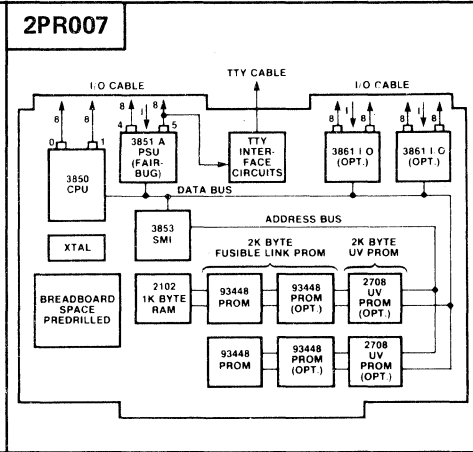 2PR007
TTY CABLE
I/O CABLE
I/O CABLE
8
8
8
I
8
8
I
8
8
I
8
0
1
4
5
3850
CPU
3851 A
PSU
(FAIR-
BUG)
TTY
INTER-
FACE
CIRCUITS
3861 I O
(OPT.)
3861 I.O
(OPT.)
DATA BUS
3853
SMI
ADDRESS BUS
XTAL
2K BYTE
FUSIBLE LINK PROM
2K BYTE
UV PROM
BREADBOARD
SPACE
PREDRILLED
2102
1K BYTE
RAM
93448
PROM
93448
PROM
(OPT.)
2708
UV
PROM
(OPT.)
93448
PROM
93448
PROM
(OPT.)
2708
UV
PROM
(OPT.)